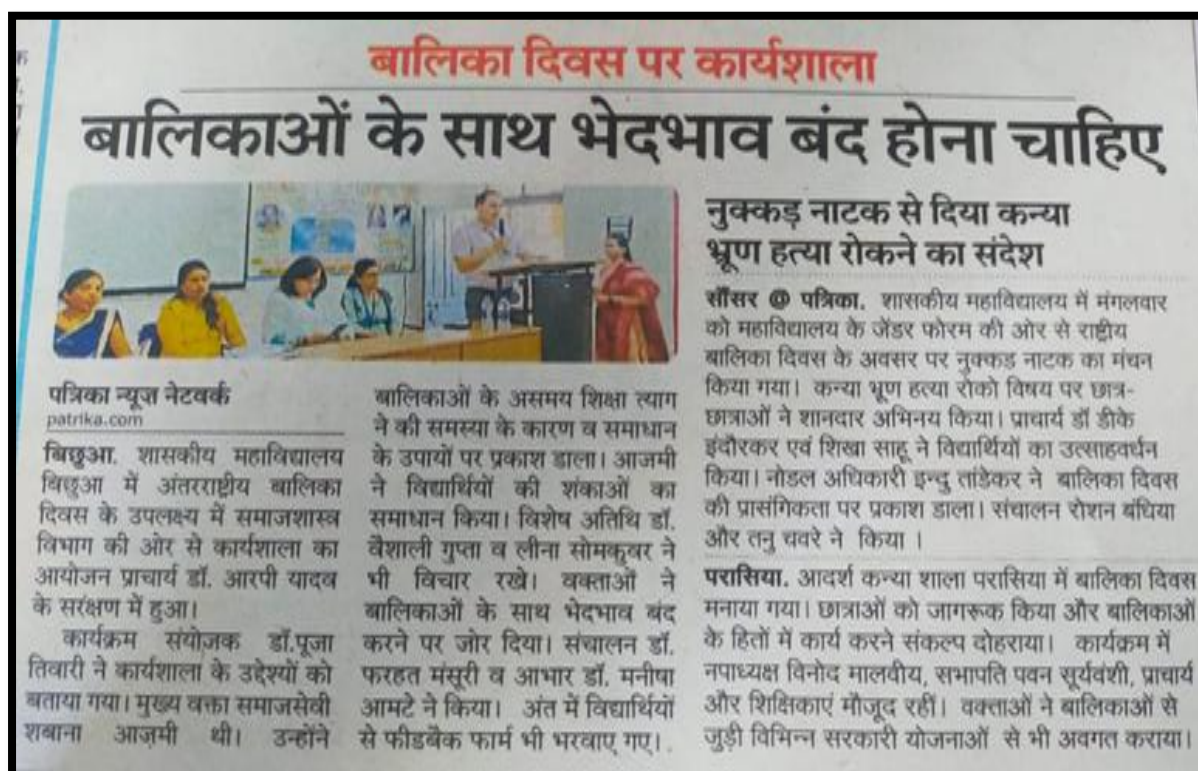 बालिका दिवस पर कार्यशाला
बालिकाओं के साथ भेदभाव बंद होना चाहिए
पत्रिका न्यूज नेटवर्क
patrika.com
बिछुआ. शासकीय महाविद्यालय
बिछुआ में अंतरराष्ट्रीय बालिका
दिवस के उपलक्ष्य में समाजशास्त्र
विभाग की ओर से कार्यशाला का
आयोजन प्राचार्य डॉ. आरपी यादव
के सरंक्षण में हुआ।
कार्यक्रम संयोजक डॉ.पूजा
तिवारी ने कार्यशाला के उद्देश्यों को
बताया गया। मुख्य वक्ता समाजसेवी
शबाना आज़मी थी। उन्होंने
बालिकाओं के असमय शिक्षा त्याग
ने की समस्या के कारण व समाधान
के उपायों पर प्रकाश डाला। आजमी
ने विद्यार्थियों की शंकाओं का
समाधान किया। विशेष अतिथि डॉ.
वैशाली गुप्ता व लीना सोमकुवर ने
भी विचार रखे। वक्ताओं ने
बालिकाओं के साथ भेदभाव बंद
करने पर जोर दिया। संचालन डॉ.
फरहत मंसूरी व आभार डॉ. मनीषा
आमटे ने किया। अंत में विद्यार्थियों
से फीडबैक फार्म भी भरवाए गए।
नुक्कड़ नाटक से दिया कन्या
भ्रूण हत्या रोकने का संदेश
सौंसर @ पत्रिका. शासकीय महाविद्यालय में मंगलवार
को महाविद्यालय के जेंडर फोरम की ओर से राष्ट्रीय
बालिका दिवस के अवसर पर नुक्कड़ नाटक का मंचन
किया गया। कन्या भ्रूण हत्या रोको विषय पर छात्र-
छात्राओं ने शानदार अभिनय किया। प्राचार्य डॉ डीके
इंदौरकर एवं शिखा साहू ने विद्यार्थियों का उत्साहवर्धन
किया। नोडल अधिकारी इन्दु तांडेकर ने बालिका दिवस
की प्रासंगिकता पर प्रकाश डाला। संचालन रोशन बंधिया
और तनु चवरे ने किया ।
परासिया. आदर्श कन्या शाला परासिया में बालिका दिवस
मनाया गया। छात्राओं को जागरूक किया और बालिकाओं
के हितों में कार्य करने संकल्प दोहराया। कार्यक्रम में
नपाध्यक्ष विनोद मालवीय, सभापति पवन सूर्यवंशी, प्राचार्य
और शिक्षिकाएं मौजूद रहीं। वक्ताओं ने बालिकाओं से
जुड़ी विभिन्न सरकारी योजनाओं से भी अवगत कराया।